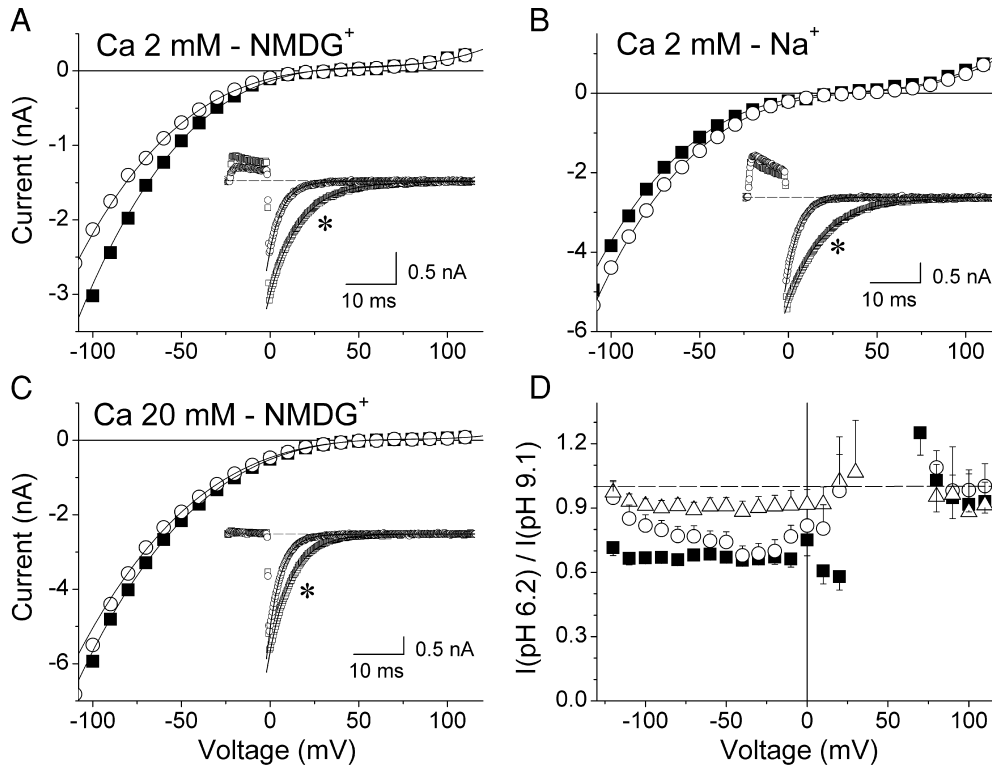 A
Ca 2 mM - NMDG+
0
-1
-2
-3
Current (nA)
*
0.5 nA
10 ms
-100 -50 0 50 100
B
Ca 2 mM - Na+
0
-2
-4
-6
*
0.5 nA
10 ms
-100 -50 0 50 100
C
Ca 20 mM - NMDG+
0
-2
-4
-6
Current (nA)
*
0.5 nA
10 ms
-100 -50 0 50 100
Voltage (mV)
D
1.2
0.9
0.6
0.3
0.0
I(pH 6.2) / I(pH 9.1)
-100 -50 0 50 100
Voltage (mV)